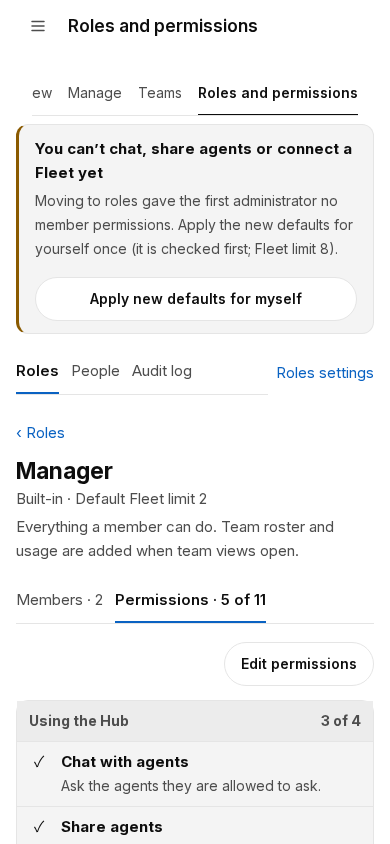 Roles and permissions
ew Manage Teams Roles and permissions
You can’t chat, share agents or connect a
Fleet yet
Moving to roles gave the first administrator no
member permissions. Apply the new defaults for
yourself once (it is checked first; Fleet limit 8).
Apply new defaults for myself
Roles People Audit log Roles settings
‹ Roles
Manager
Built-in · Default Fleet limit 2
Everything a member can do. Team roster and
usage are added when team views open.
Members · 2 Permissions · 5 of 11
Edit permissions
Using the Hub 3 of 4
✓ Chat with agents
Ask the agents they are allowed to ask.
✓ Share agents